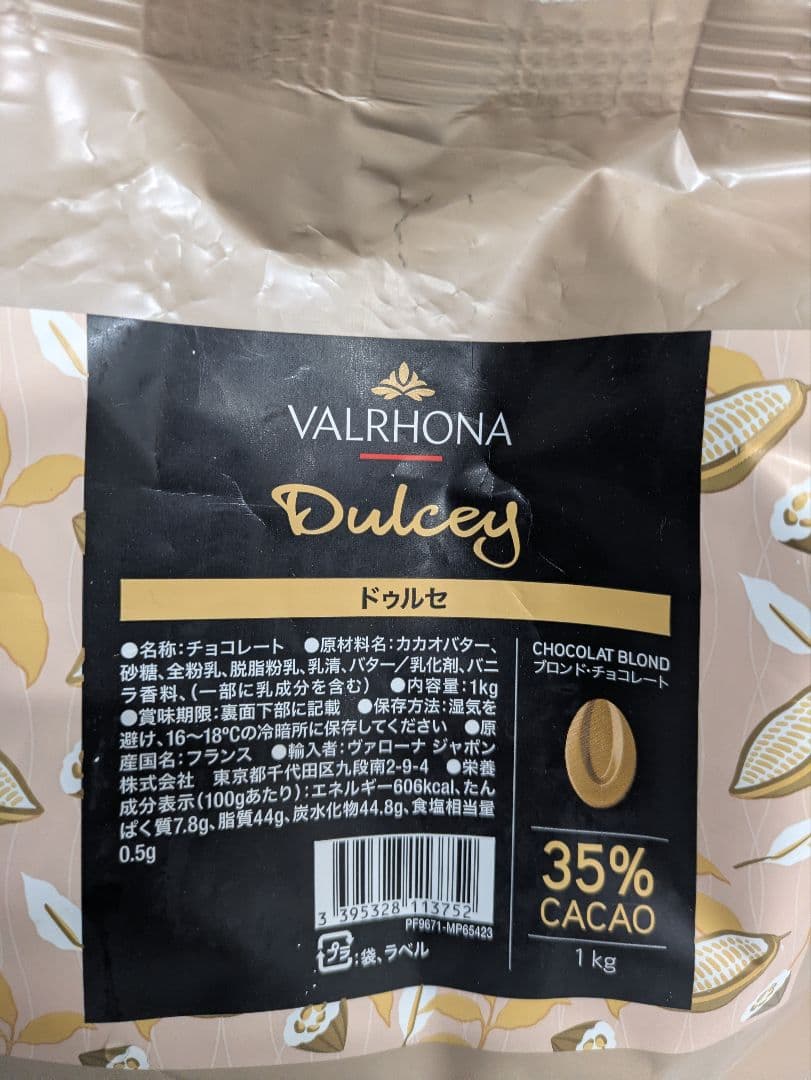 VALRHONA
Dulcey
ドゥルセ
●名称:チョコレート ●原材料名:カカオバター、
砂糖、全粉乳、脱脂粉乳、乳清、バター/乳化剤、バニ
ラ香料、(一部に乳成分を含む) ●内容量:1kg
●賞味期限:裏面下部に記載 ●保存方法:湿気を
避け、16~18℃の冷暗所に保存してください ●原
産国名:フランス ●輸入者:ヴァローナ ジャポン
株式会社 東京都千代田区九段南2-9-4 ●栄養
成分表示(100gあたり):エネルギー606kcal、たん
ぱく質7.8g、脂質44g、炭水化物44.8g、食塩相当量
0.5g
3 395328 113752
PF9671-MP65423
プラ:袋、ラベル
CHOCOLAT BLOND
ブロンド・チョコレート
35%
CACAO
1 kg